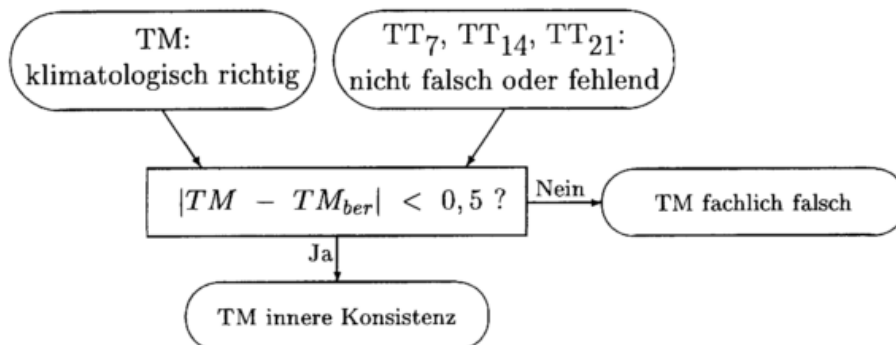 TM:
klimatologisch richtig
TT7, TT14, TT21:
nicht falsch oder fehlend
|TM − TMber| < 0,5 ?
Nein
TM fachlich falsch
Ja
TM innere Konsistenz